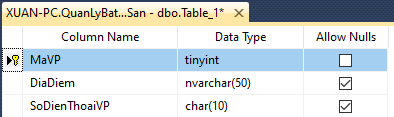 XUAN-PC.QuanLyBat...San - dbo.Table_1*
Column Name Data Type Allow Nulls
MaVP tinyint
DiaDiem nvarchar(50)
SoDienThoaiVP char(10)